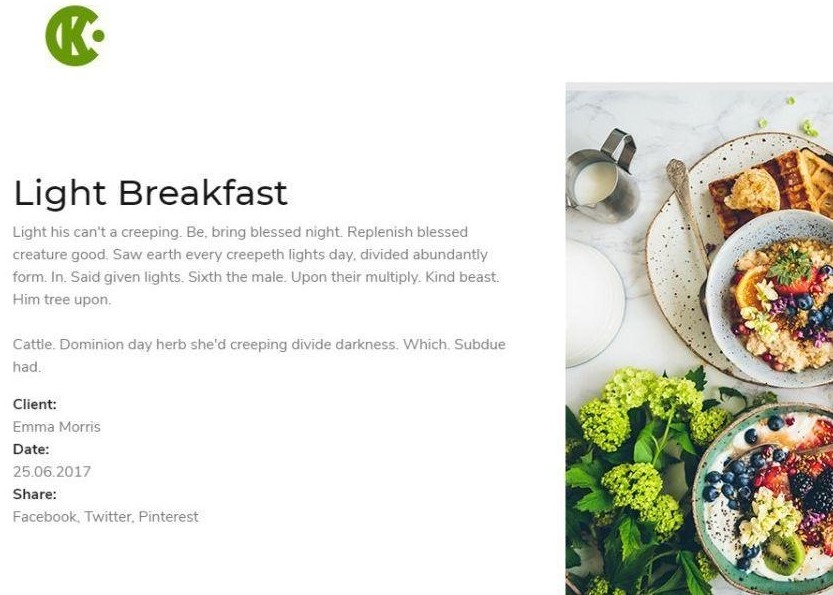 CK
Light Breakfast
Light his can't a creeping. Be, bring blessed night. Replenish blessed
creature good. Saw earth every creepeth lights day, divided abundantly
form. In. Said given lights. Sixth the male. Upon their multiply. Kind beast.
Him tree upon.
Cattle. Dominion day herb she'd creeping divide darkness. Which. Subdue
had.
Client:
Emma Morris
Date:
25.06.2017
Share:
Facebook, Twitter, Pinterest